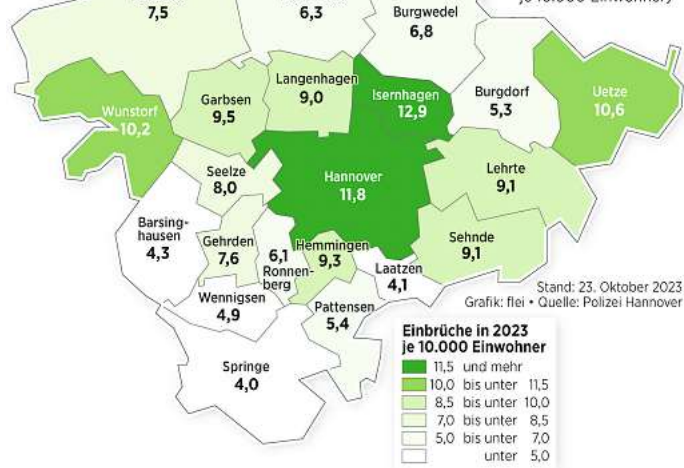 7,5
6,3
Burgwedel
6,8
je 10.000 Einwohner)
Langenhagen
9,0
Isernhagen
12,9
Burgdorf
5,3
Uetze
10,6
Wunstorf
10,2
Garbsen
9,5
Seelze
8,0
Hannover
11,8
Lehrte
9,1
Barsing-
hausen
4,3
Gehrden
7,6
6,1
Ronnen-
berg
Hemmingen
9,3
Laatzen
4,1
Sehnde
9,1
Wennigsen
4,9
Pattensen
5,4
Springe
4,0
Stand: 23. Oktober 2023
Grafik: flei • Quelle: Polizei Hannover
Einbrüche in 2023
je 10.000 Einwohner
11,5 und mehr
10,0 bis unter 11,5
8,5 bis unter 10,0
7,0 bis unter 8,5
5,0 bis unter 7,0
unter 5,0